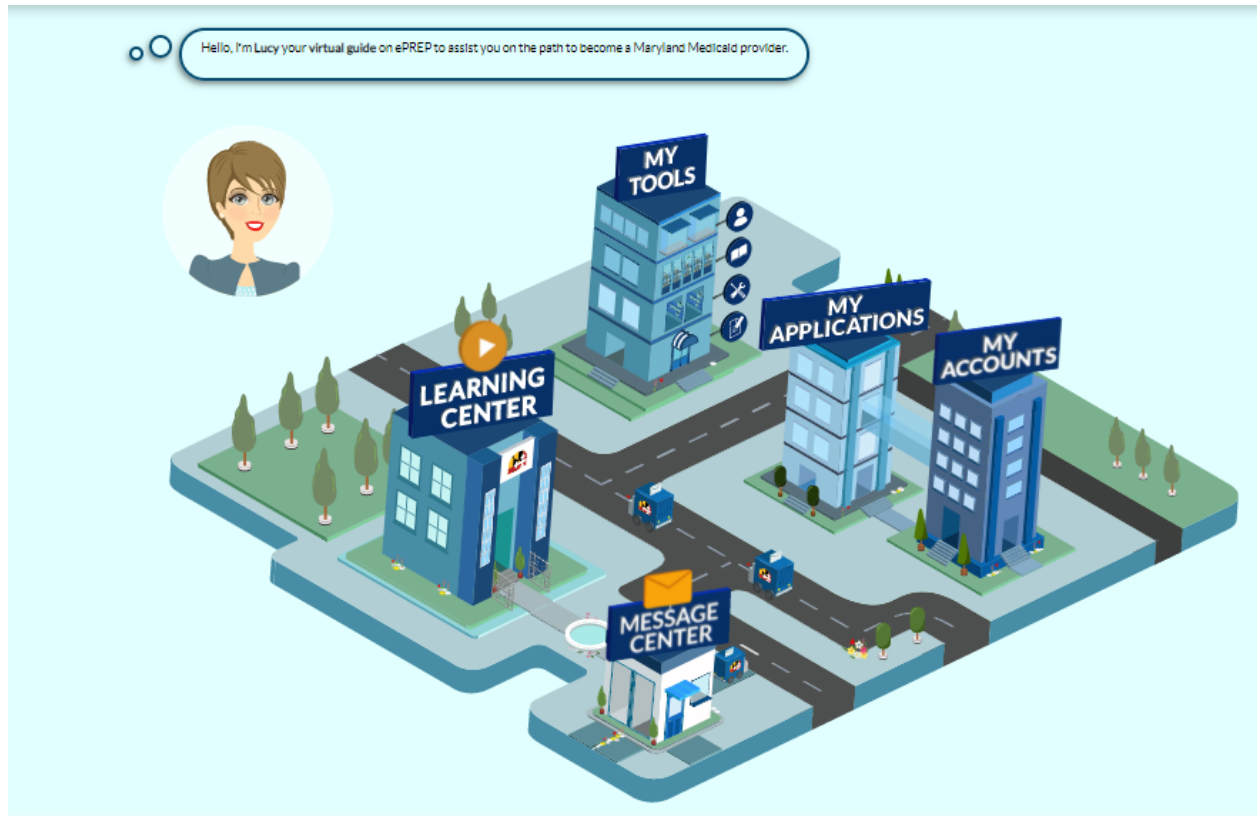 Hello, I'm Lucy your virtual guide on ePREP to assist you on the path to become a Maryland Medicaid provider.
MY
TOOLS
MY
APPLICATIONS
MY
ACCOUNTS
LEARNING
CENTER
MESSAGE
CENTER